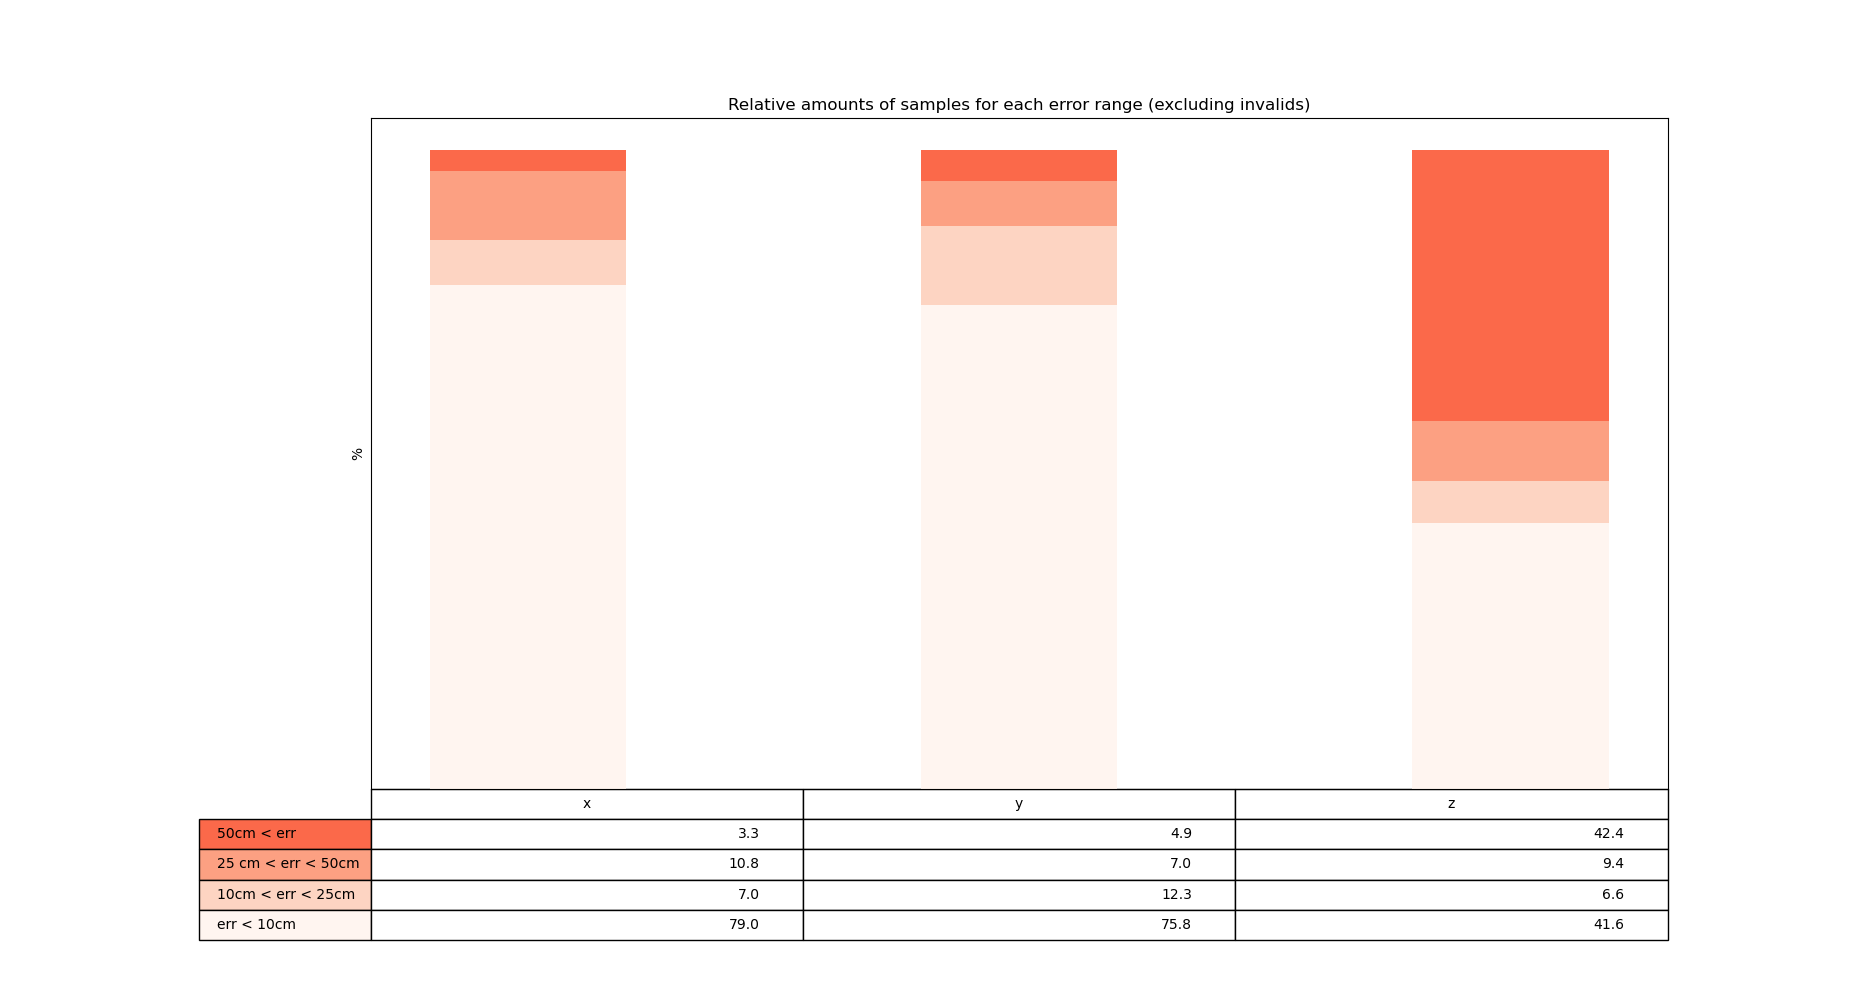 Relative amounts of samples for each error range (excluding invalids)
%
x y z
50cm < err 3.3 4.9 42.4
25 cm < err < 50cm 10.8 7.0 9.4
10cm < err < 25cm 7.0 12.3 6.6
err < 10cm 79.0 75.8 41.6